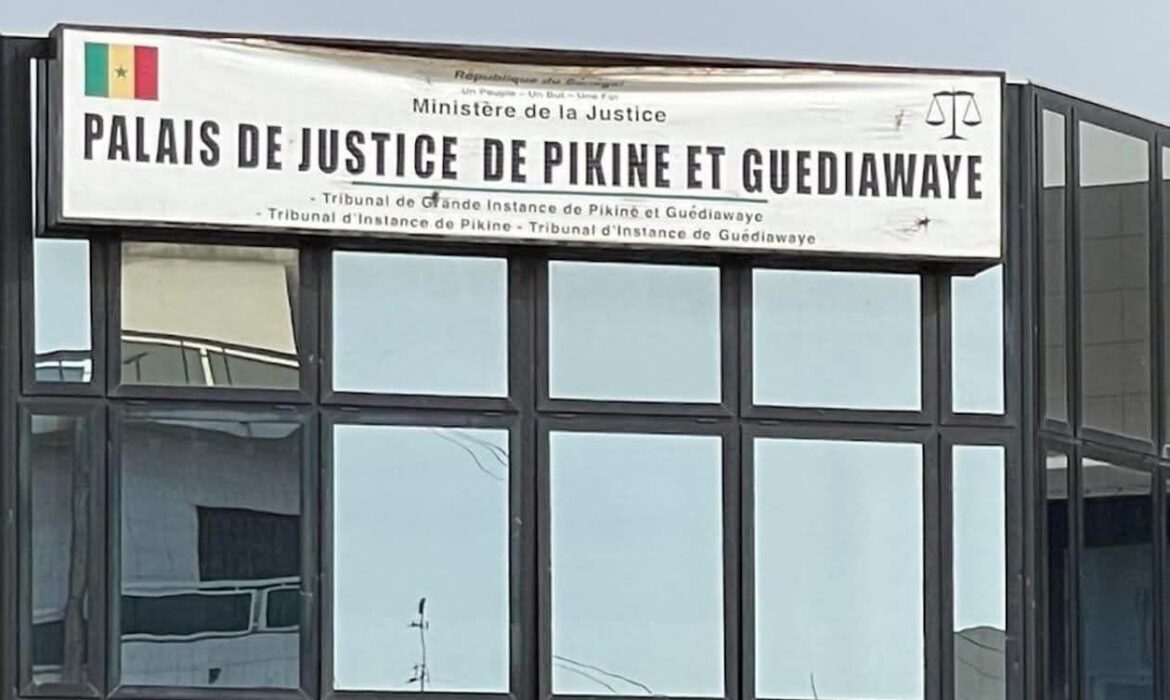 République du Sénégal
Un Peuple - Un But - Une Foi
Ministère de la Justice
PALAIS DE JUSTICE DE PIKINE ET GUEDIAWAYE
- Tribunal de Grande Instance de Pikine et Guédiawaye
- Tribunal d'Instance de Pikine - Tribunal d'Instance de Guédiawaye